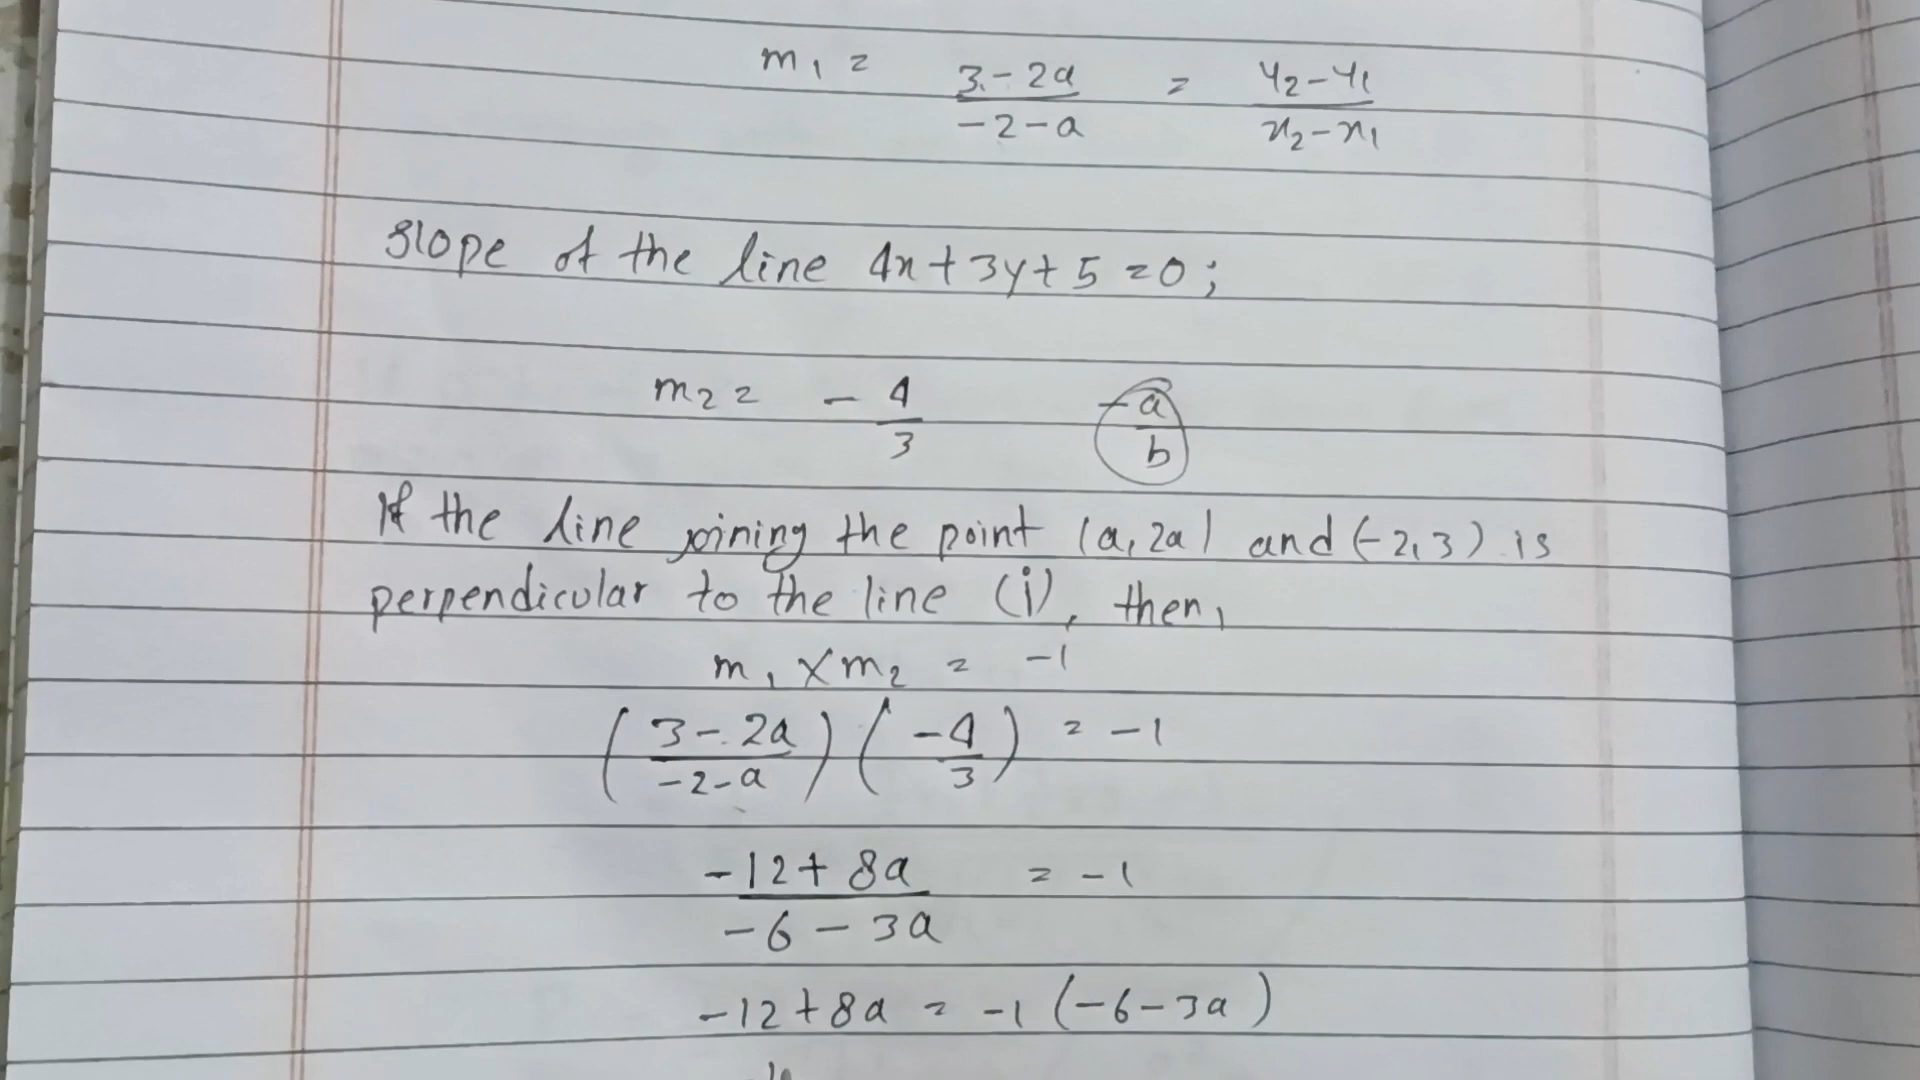 m₁ = 3-2a / -2-a = y₂-y₁ / x₂-x₁
Slope of the line 4x+3y+5=0;
m₂ = -4/3 -a/b
If the line joining the point (a,2a) and (-2,3) is
perpendicular to the line (i), then,
m₁ × m₂ = -1
(3-2a / -2-a) (-4/3) = -1
-12+8a / -6-3a = -1
-12+8a = -1(-6-3a)